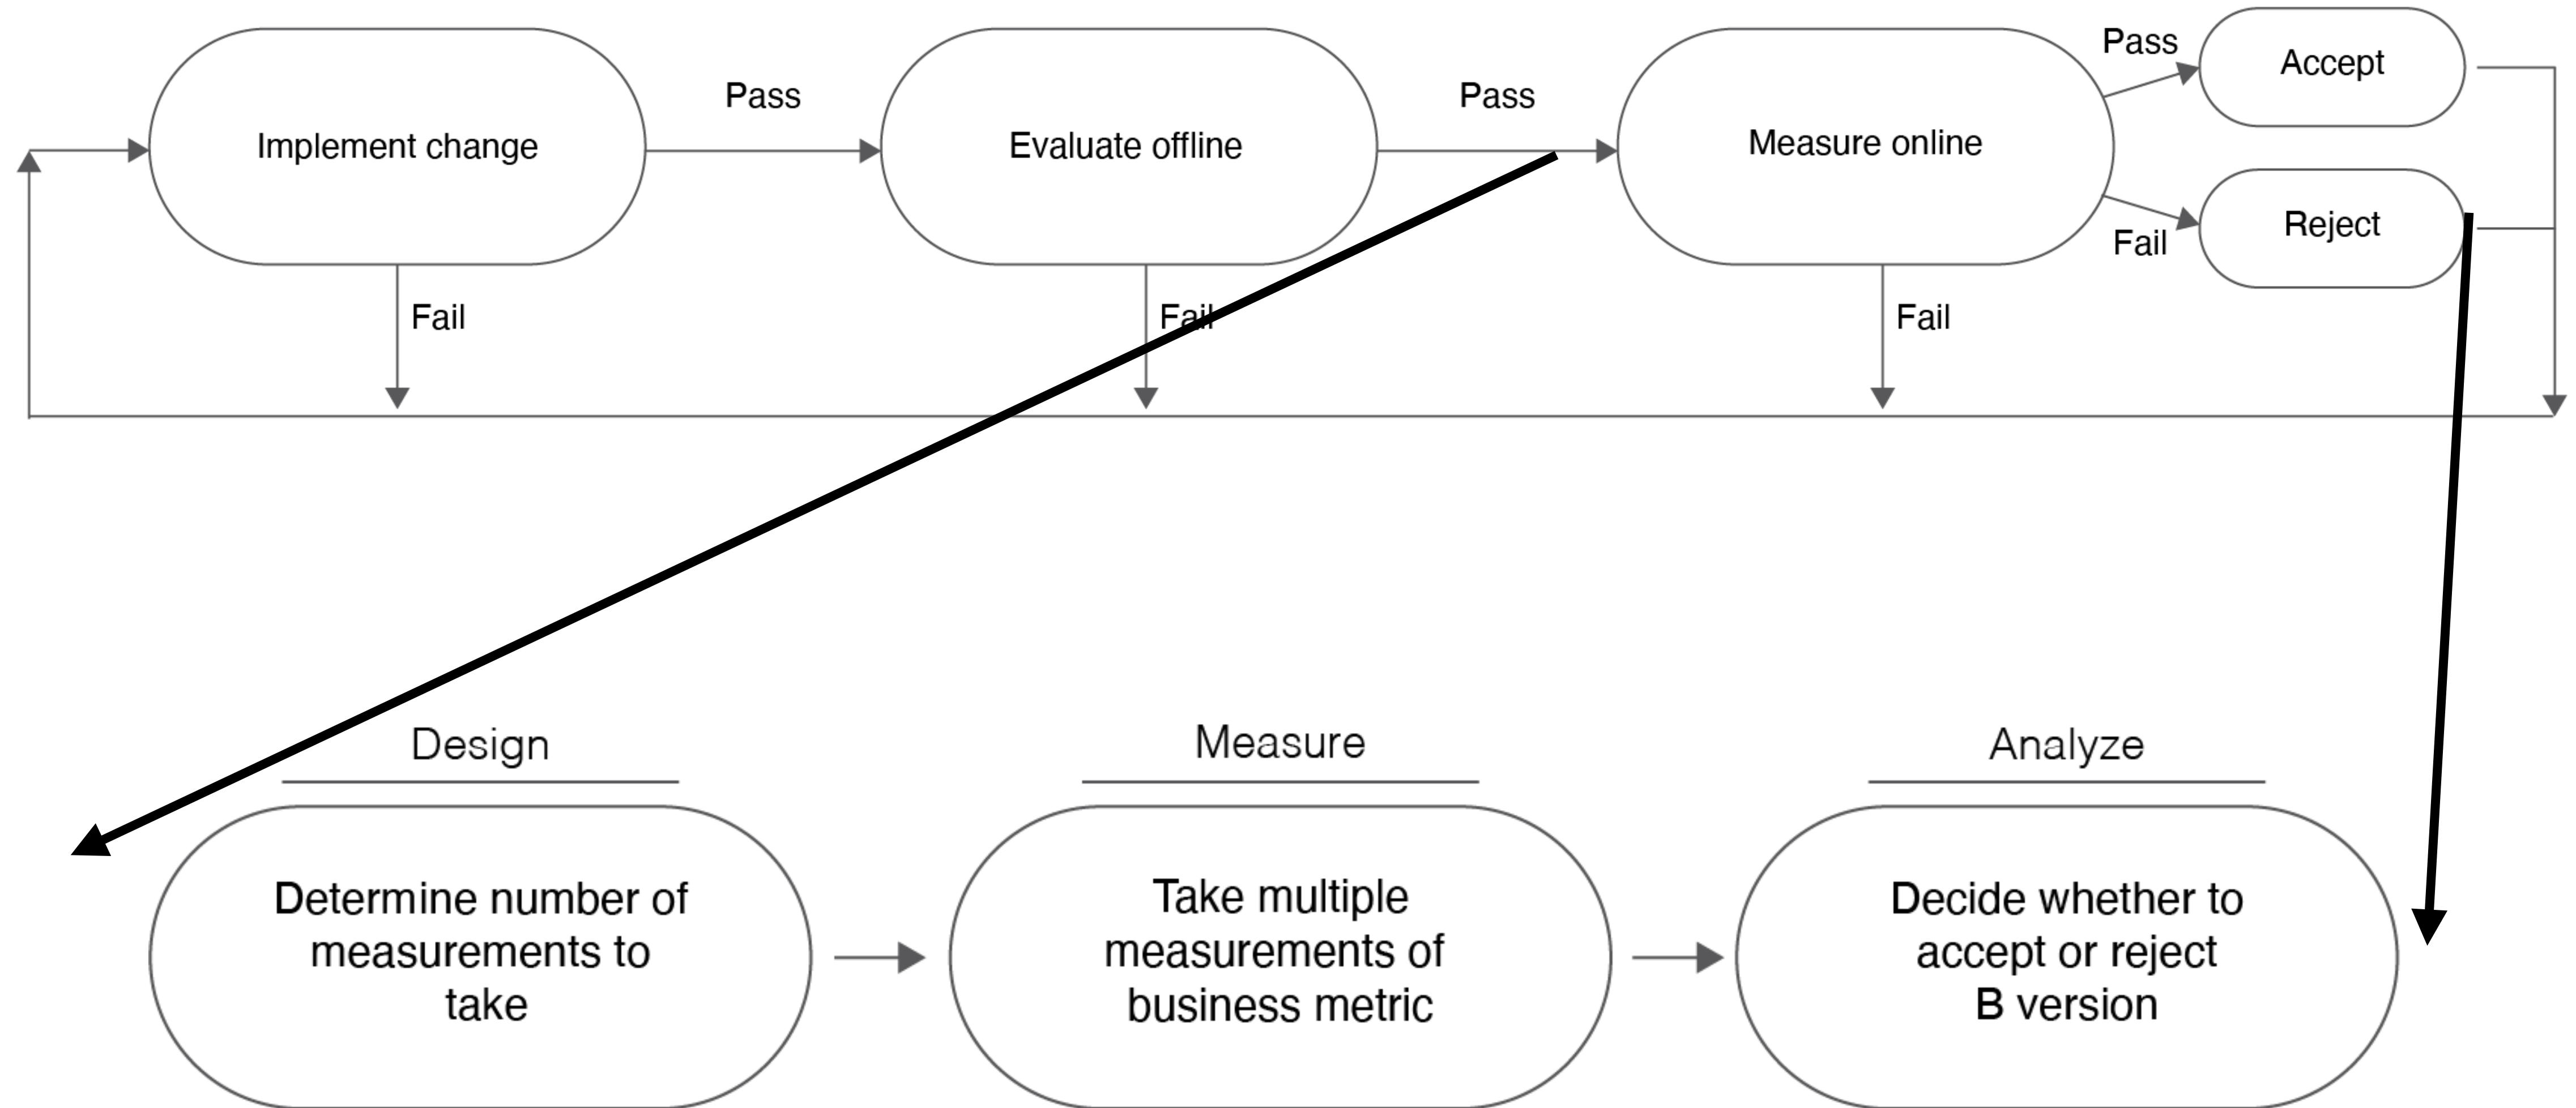 Implement change
Pass
Evaluate offline
Pass
Measure online
Pass
Accept
Fail
Reject
Fail
Fail
Fail
Design
Measure
Analyze
Determine number of
measurements to
take
Take multiple
measurements of
business metric
Decide whether to
accept or reject
B version